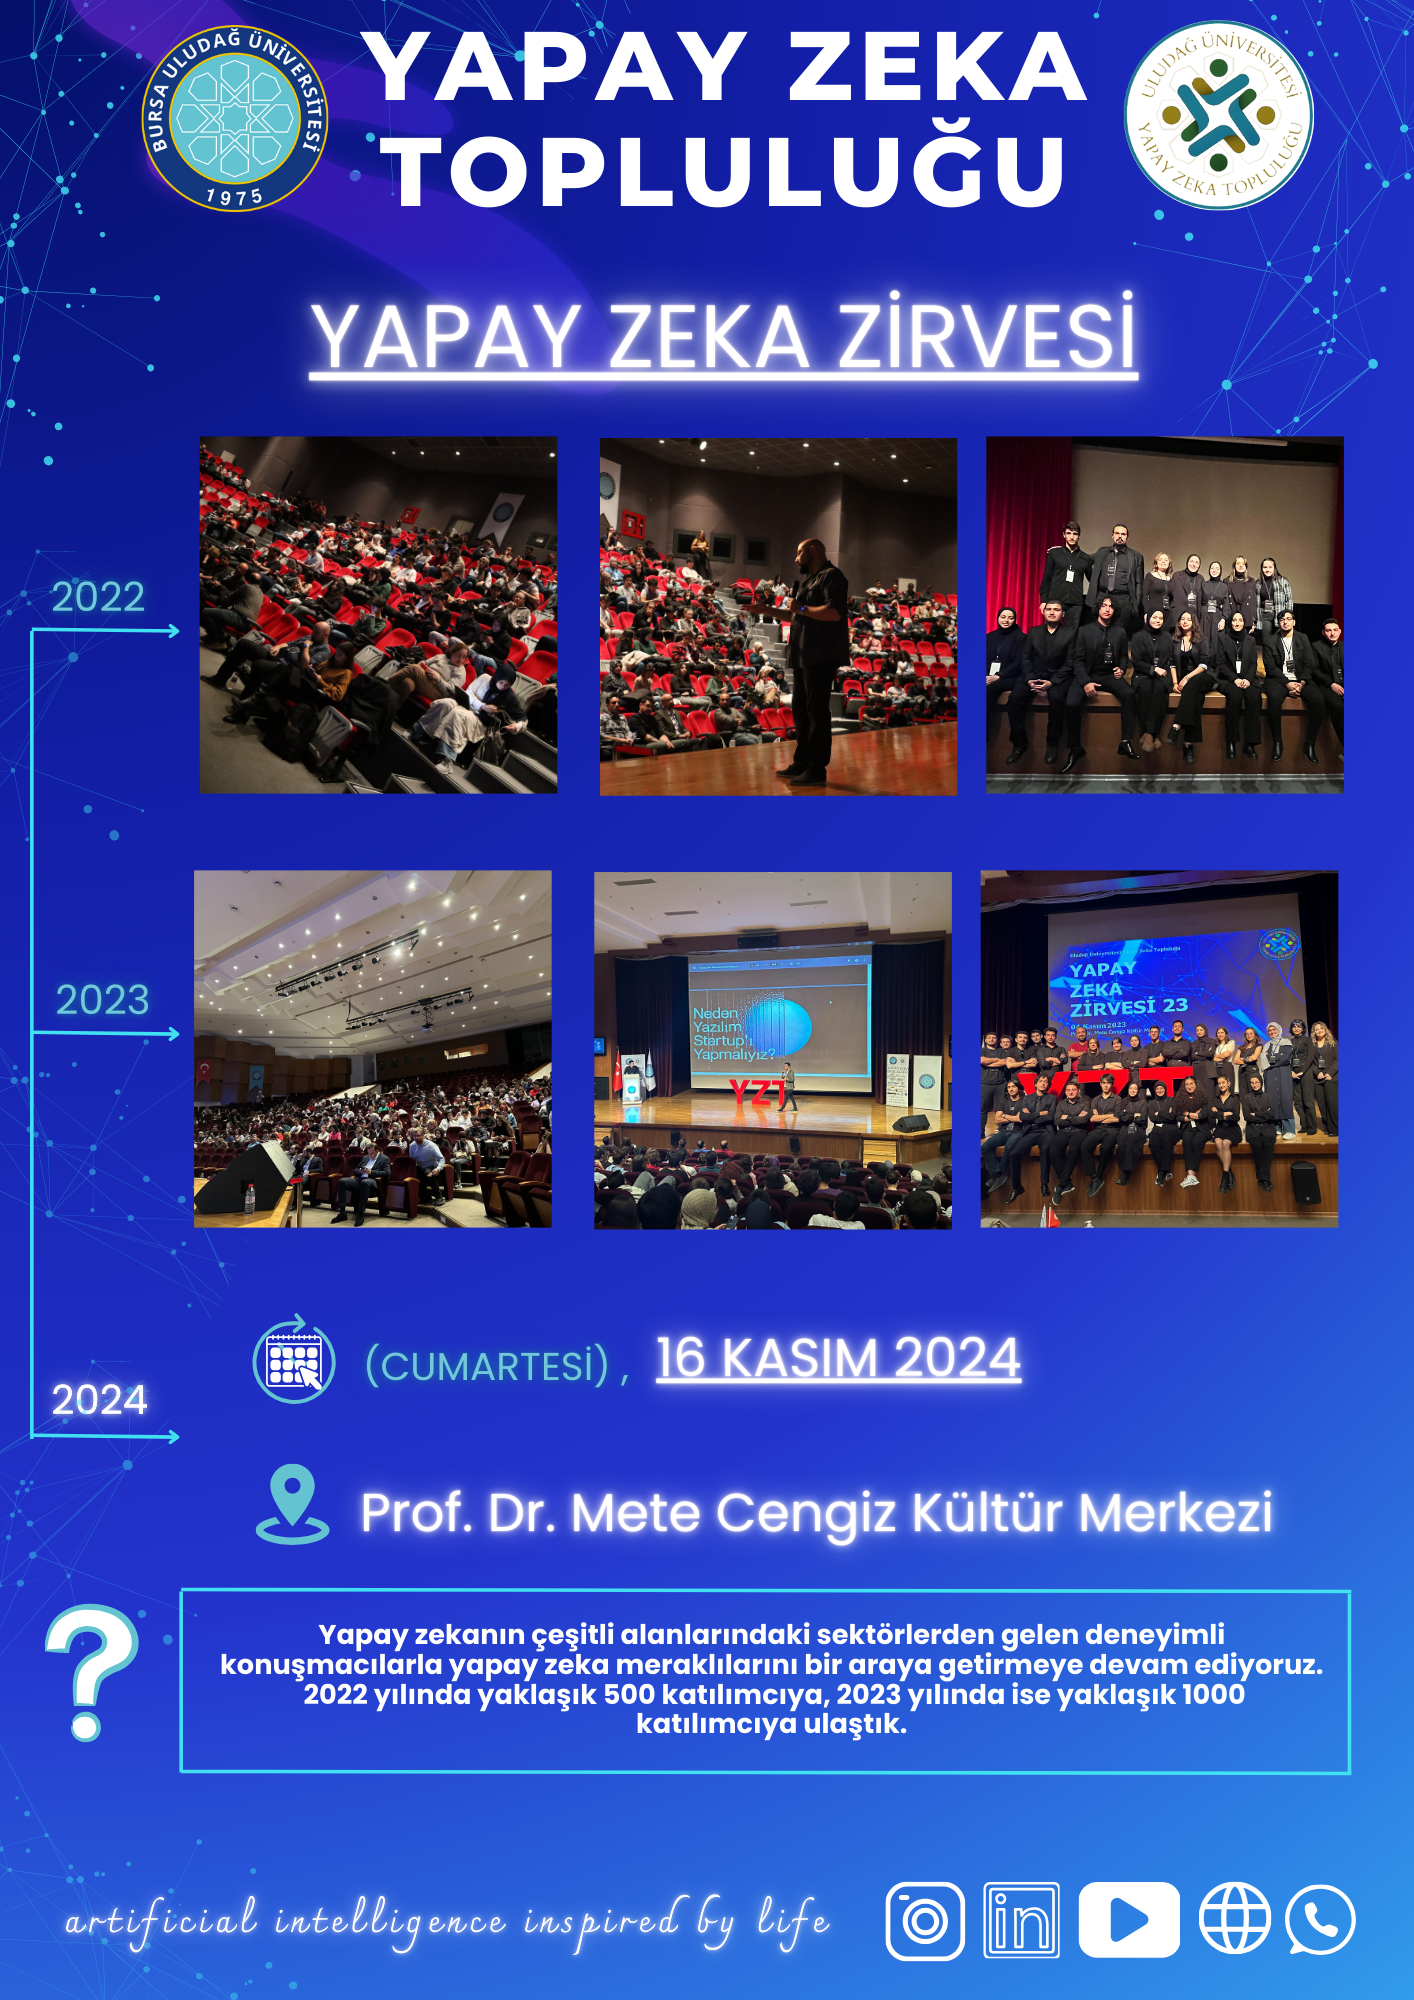 BURSA ULUDAĞ ÜNİVERSİTESİ
1975
YAPAY ZEKA
TOPLULUĞU
ULUDAĞ ÜNİVERSİTESİ
YAPAY ZEKA TOPLULUĞU
YAPAY ZEKA ZİRVESİ
2022
2023
Neden
Yazılım
Startup'ı
Yapmalıyız?
YZT
YAPAY
ZEKA
ZİRVESİ 23
04 Kasım 2023
2024
(CUMARTESİ) , 16 KASIM 2024
Prof. Dr. Mete Cengiz Kültür Merkezi
?
Yapay zekanın çeşitli alanlarındaki sektörlerden gelen deneyimli
konuşmacılarla yapay zeka meraklılarını bir araya getirmeye devam ediyoruz.
2022 yılında yaklaşık 500 katılımcıya, 2023 yılında ise yaklaşık 1000
katılımcıya ulaştık.
artificial intelligence inspired by life
in